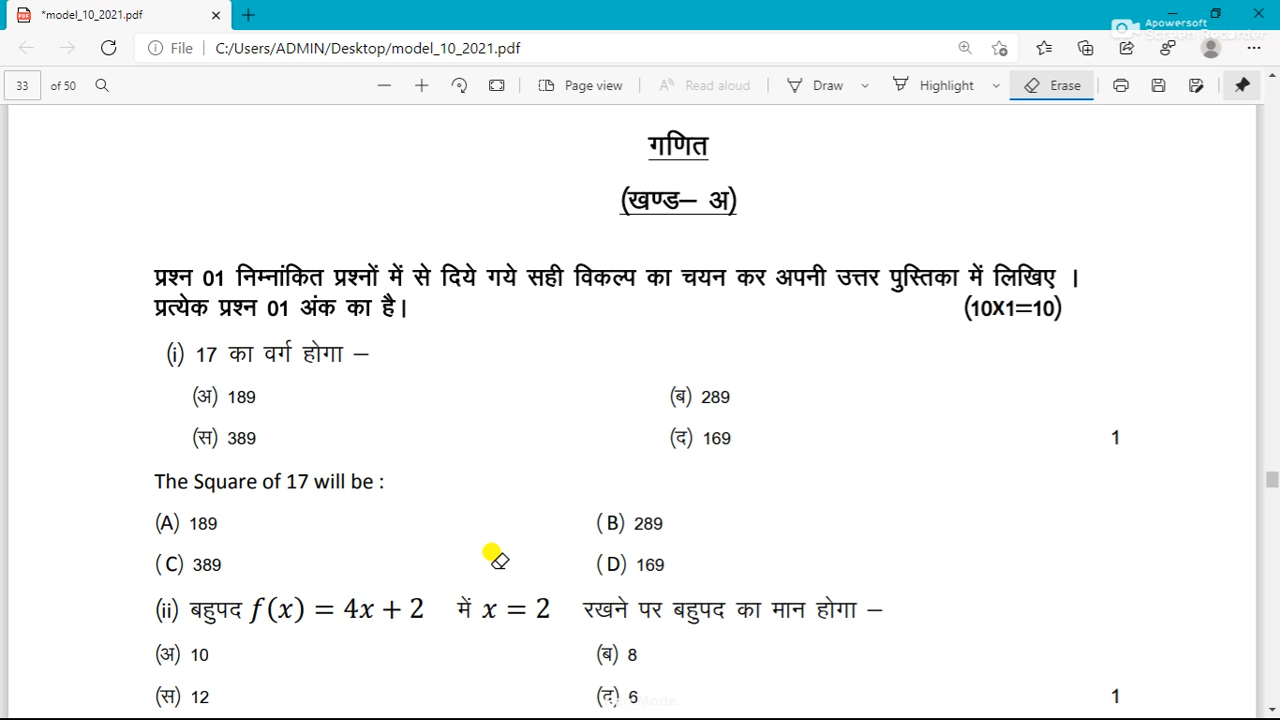 *model_10_2021.pdf
Apowersoft
Screen Recorder
File C:/Users/ADMIN/Desktop/model_10_2021.pdf
33 of 50 Page view Read aloud Draw Highlight Erase
गणित
(खण्ड– अ)
प्रश्न 01 निम्नांकित प्रश्नों में से दिये गये सही विकल्प का चयन कर अपनी उत्तर पुस्तिका में लिखिए ।
प्रत्येक प्रश्न 01 अंक का है। (10X1=10)
(i) 17 का वर्ग होगा –
(अ) 189 (ब) 289
(स) 389 (द) 169 1
The Square of 17 will be :
(A) 189 ( B) 289
( C) 389 ( D) 169
(ii) बहुपद f(x) = 4x + 2 में x = 2 रखने पर बहुपद का मान होगा –
(अ) 10 (ब) 8
(स) 12 (द) 6 1